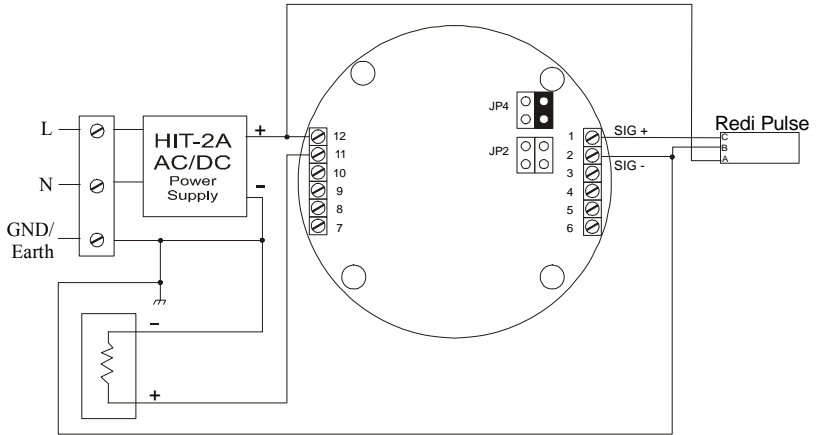 L
N
GND/
Earth
HIT-2A
AC/DC
Power
Supply
+
-
12
11
10
9
8
7
JP4
JP2
1
2
3
4
5
6
SIG +
SIG -
Redi Pulse
C
B
A
-
+